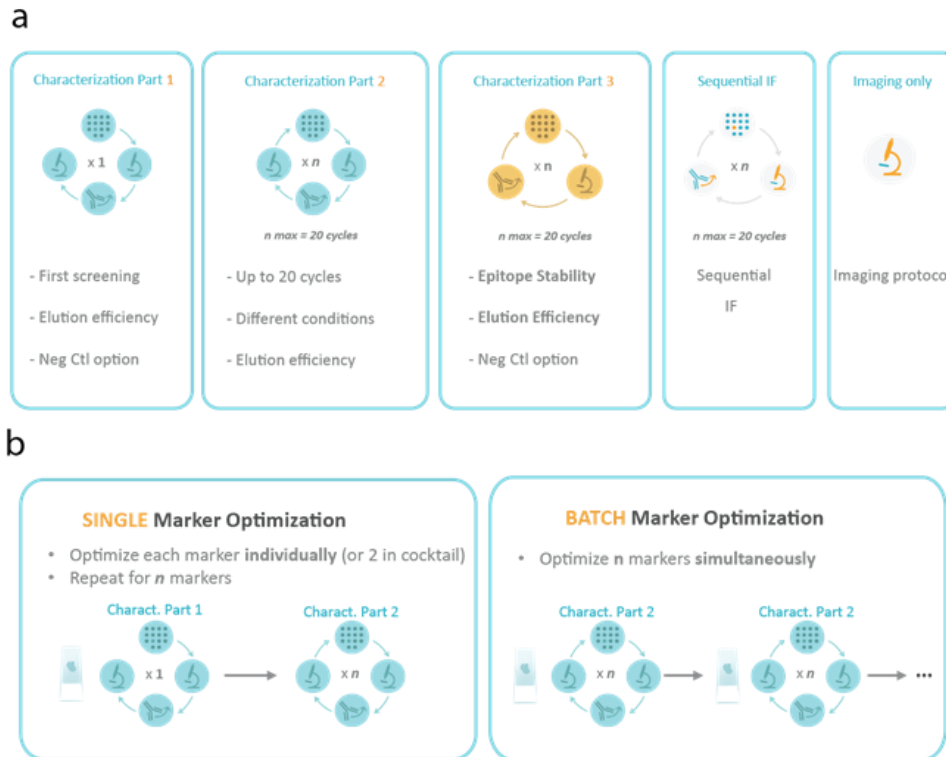 a
Characterization Part 1
x 1
- First screening
- Elution efficiency
- Neg Ctl option
Characterization Part 2
x n
n max = 20 cycles
- Up to 20 cycles
- Different conditions
- Elution efficiency
Characterization Part 3
x n
n max = 20 cycles
- Epitope Stability
- Elution Efficiency
- Neg Ctl option
Sequential IF
x n
n max = 20 cycles
Sequential
IF
Imaging only
Imaging protoco
b
SINGLE Marker Optimization
• Optimize each marker individually (or 2 in cocktail)
• Repeat for n markers
Charact. Part 1
x 1
Charact. Part 2
x n
BATCH Marker Optimization
• Optimize n markers simultaneously
Charact. Part 2
x n
Charact. Part 2
x n
...